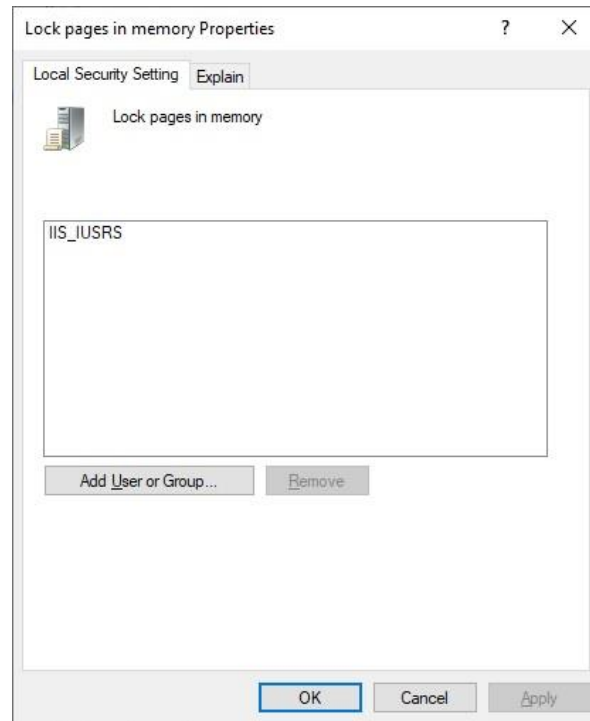 Lock pages in memory Properties
Local Security Setting
Explain
Lock pages in memory
IIS_IUSRS
Add User or Group...
Remove
OK
Cancel
Apply